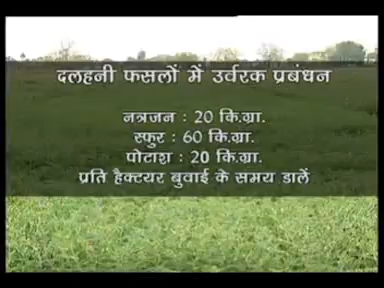 दलहनी फसलों में उर्वरक प्रबंधन
नत्रजन : 20 कि.ग्रा.
स्फुर : 60 कि.ग्रा.
पोटाश : 20 कि.ग्रा.
प्रति हैक्टयर बुवाई के समय डालें